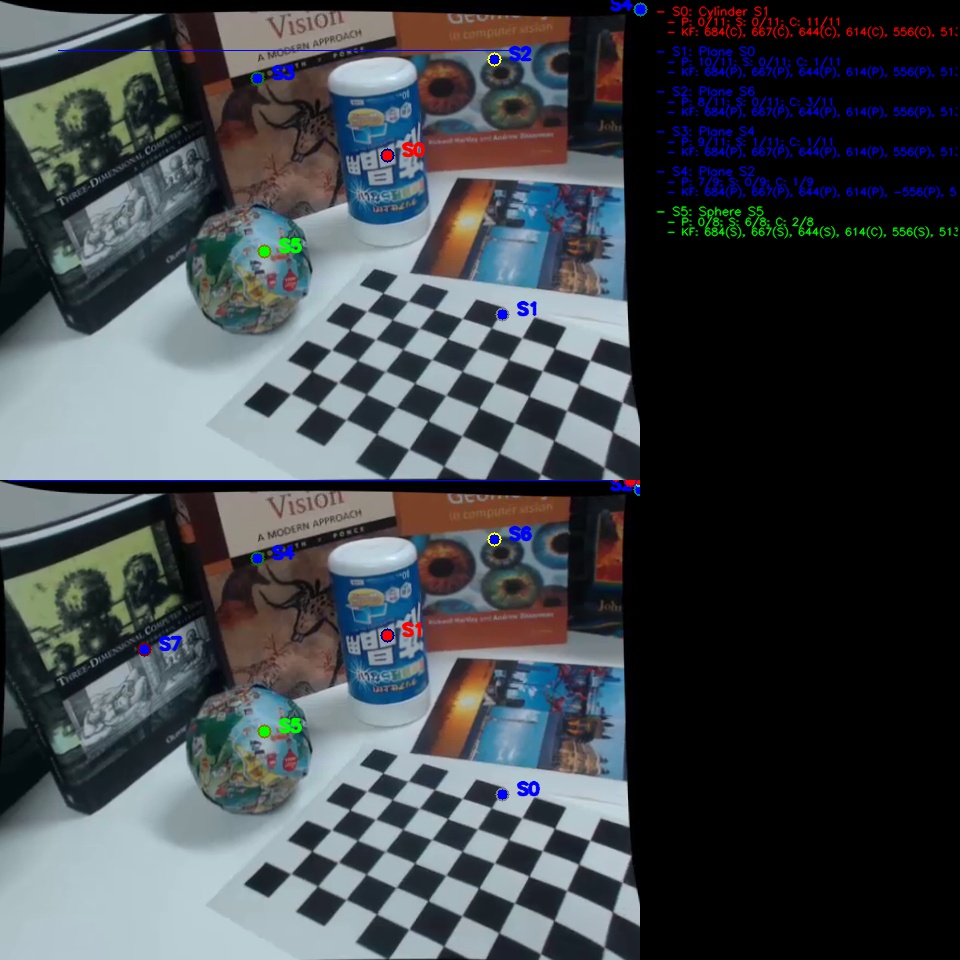 S4
- S0: Cylinder S1
- P: 0/11; S: 0/11; C: 11/11
- KF: 684(C), 667(C), 644(C), 614(C), 556(C), 513
- S1: Plane S0
- P: 10/11; S: 0/11; C: 1/11
- KF: 684(P), 667(P), 644(P), 614(P), 556(P), 513
- S2: Plane S6
- P: 8/11; S: 0/11; C: 3/11
- KF: 684(P), 667(P), 644(P), 614(P), 556(P), 513
- S3: Plane S4
- P: 9/11; S: 1/11; C: 1/11
- KF: 684(P), 667(P), 644(P), 614(P), 556(P), 513
- S4: Plane S2
- P: 7/9; S: 0/9; C: 1/9
- KF: 684(P), 667(P), 644(P), 614(P), -556(P), 5
- S5: Sphere S5
- P: 0/8; S: 6/8; C: 2/8
- KF: 684(S), 667(S), 644(S), 614(C), 556(S), 513
Vision
A MODERN APPROACH
in computer vision
S2
S3
Richard Hartley and Andrew Zisserman
John
S0
THREE-DIMENSIONAL COMPUTER VISION
S5
S1
Vision
A MODERN APPROACH
in computer vision
S6
S4
Richard Hartley and Andrew Zisserman
John
S1
THREE-DIMENSIONAL COMPUTER VISION
S7
S5
S0